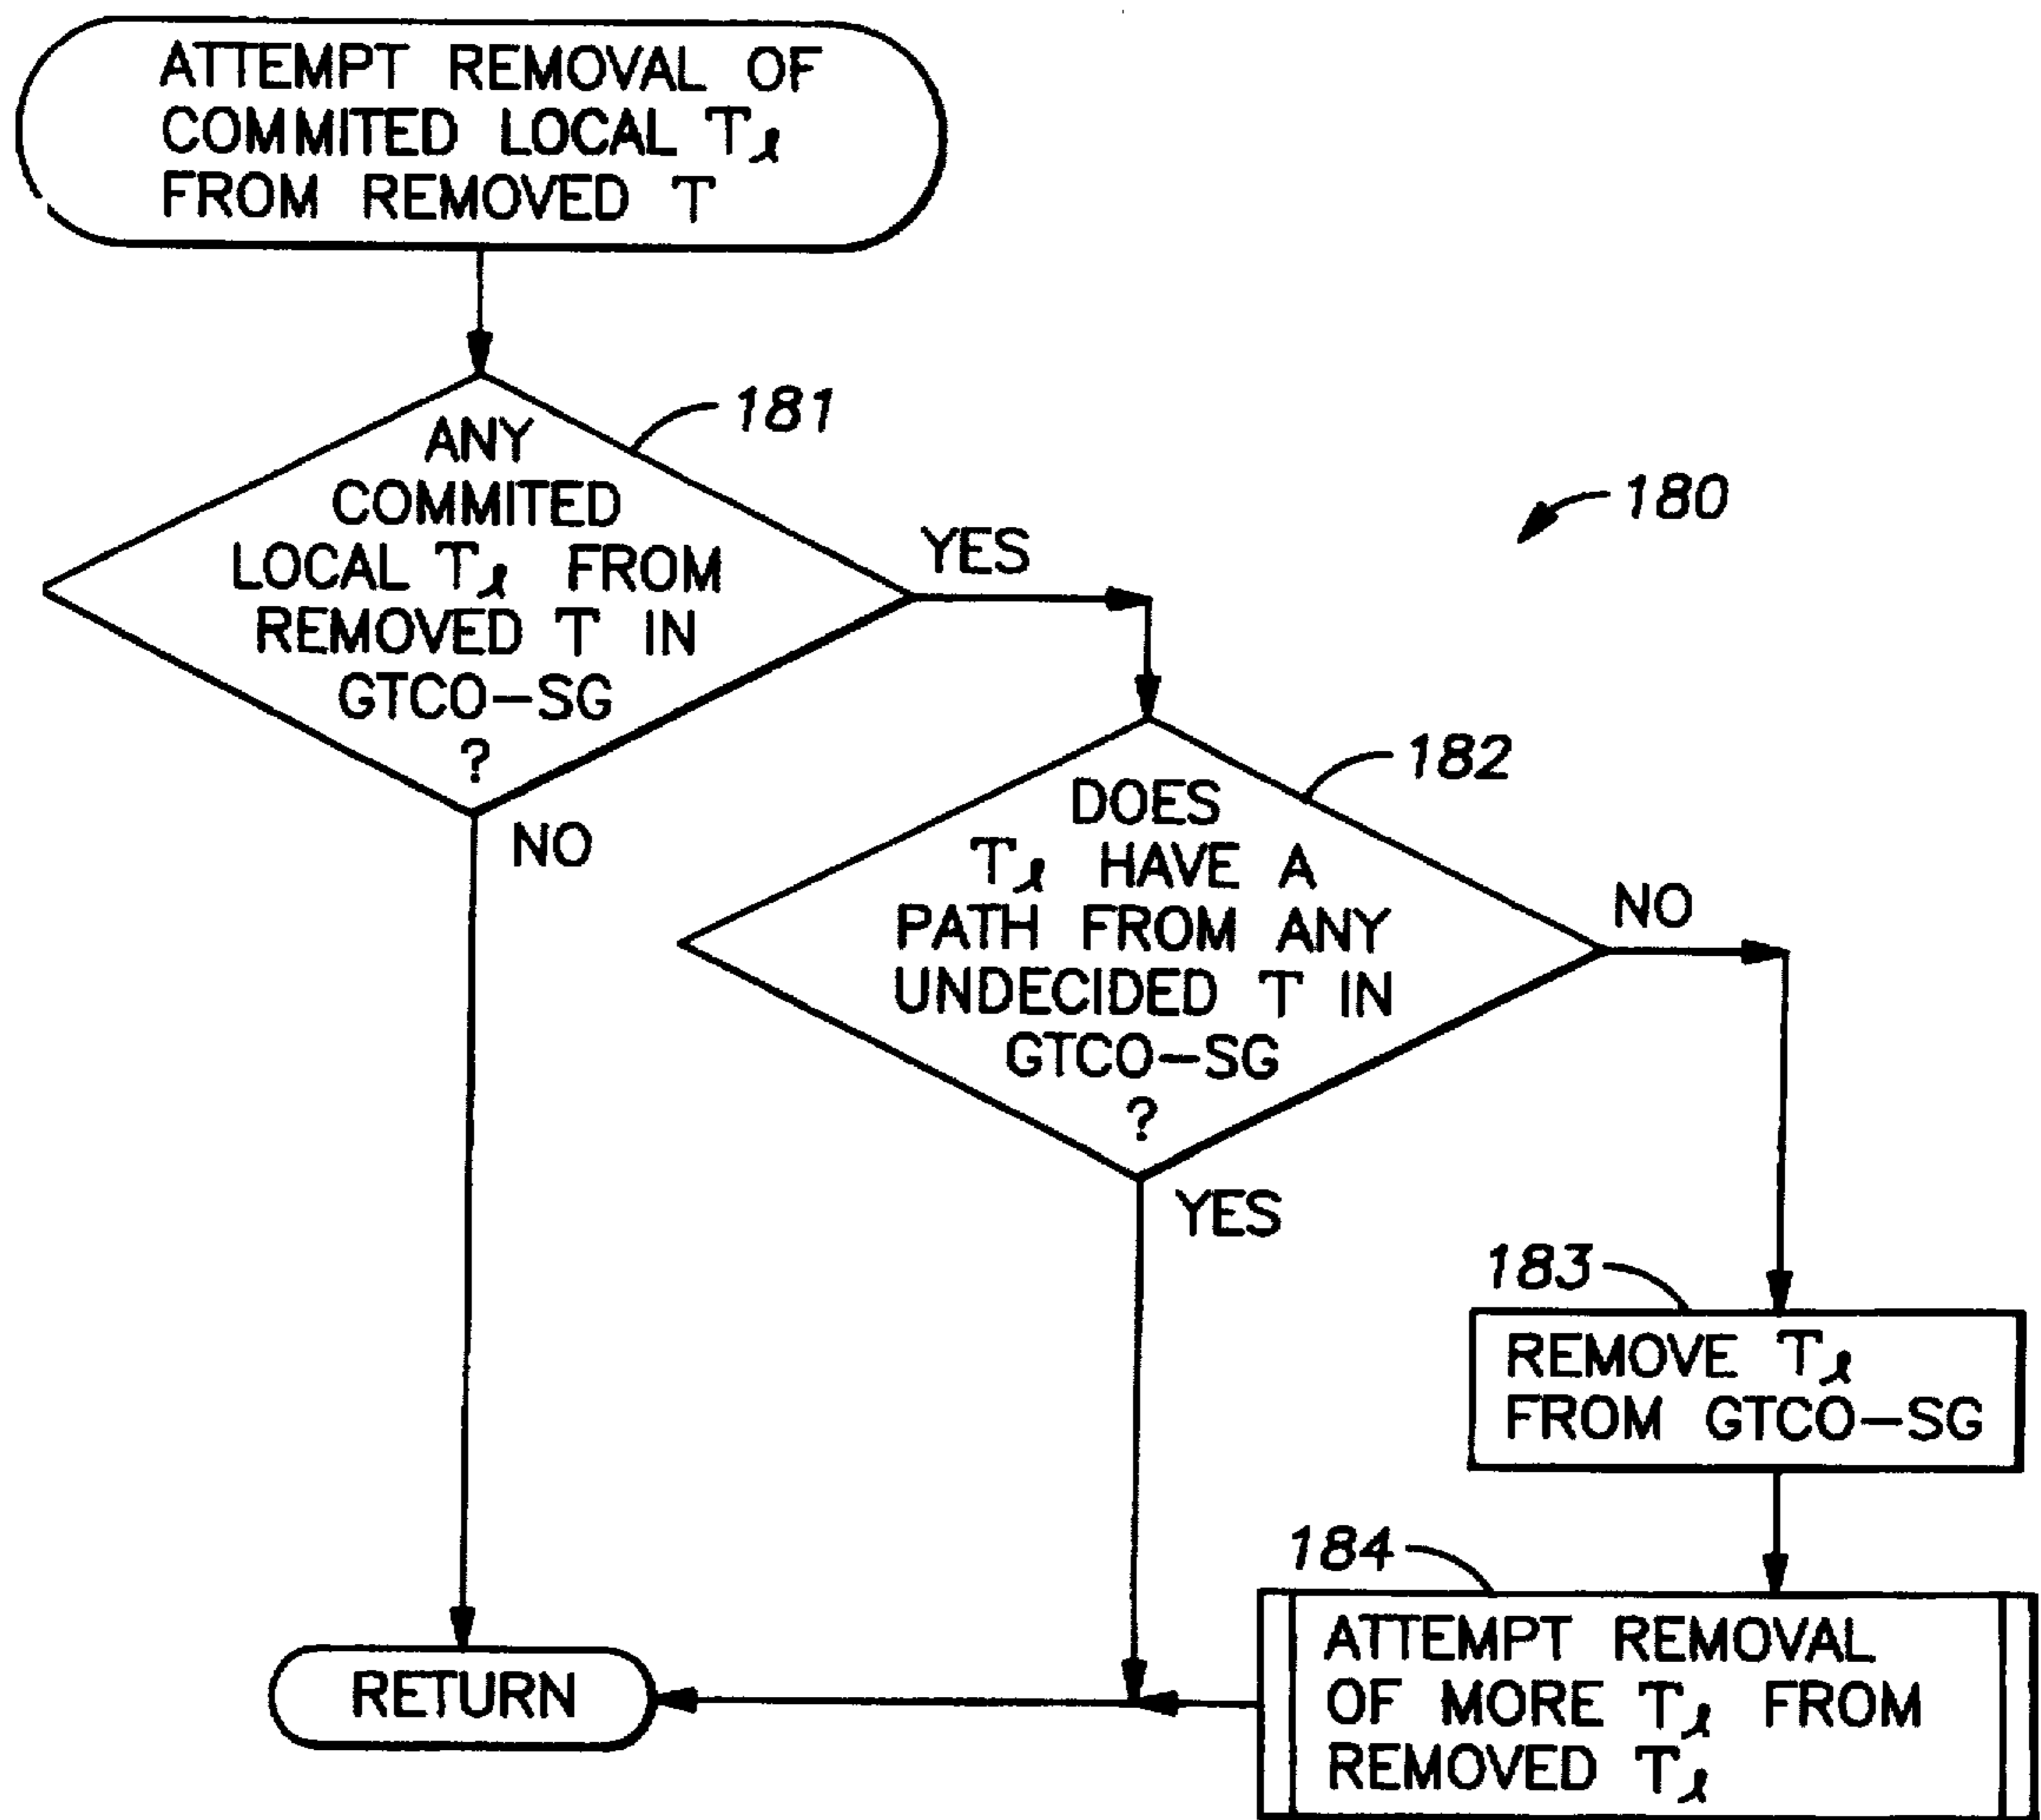 ATTEMPT REMOVAL OF
COMMITED LOCAL Tℓ
FROM REMOVED T
181
ANY
COMMITED
LOCAL Tℓ FROM
REMOVED T IN
GTCO-SG
?
YES
NO
180
182
DOES
Tℓ HAVE A
PATH FROM ANY
UNDECIDED T IN
GTCO-SG
?
NO
YES
183
REMOVE Tℓ
FROM GTCO-SG
184
ATTEMPT REMOVAL
OF MORE Tℓ FROM
REMOVED Tℓ
RETURN